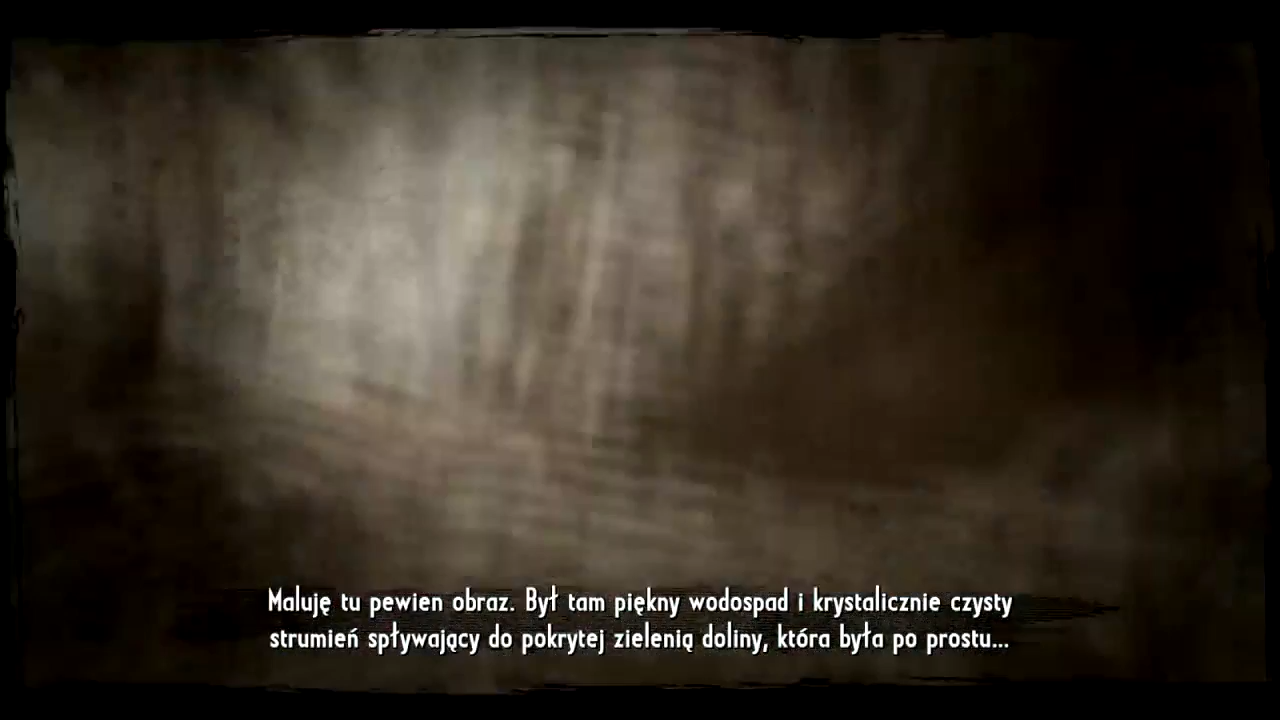 Maluję tu pewien obraz. Był tam piękny wodospad i krystalicznie czysty
strumień spływający do pokrytej zielenią doliny, która była po prostu...